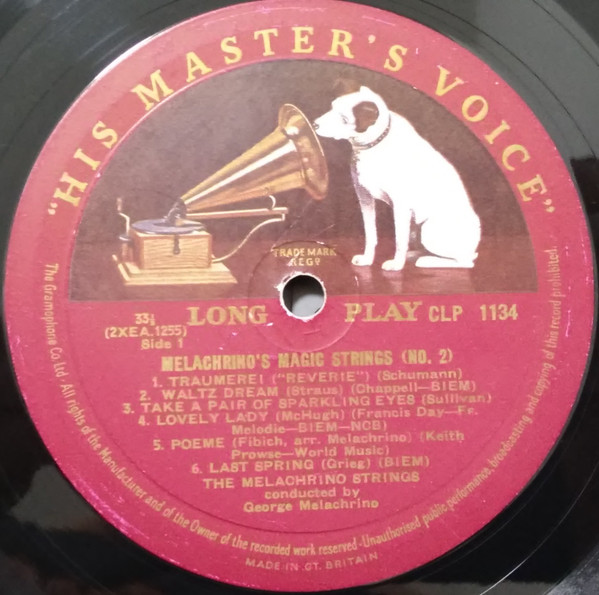 "HIS MASTER'S VOICE"
TRADE MARK
REGD
33⅓ LONG PLAY CLP 1134
(2XEA.1255)
Side 1
MELACHRINO'S MAGIC STRINGS (NO. 2)
1. TRAUMEREI ("REVERIE") (Schumann)
2. WALTZ DREAM (Straus) (Chappell—BIEM)
3. TAKE A PAIR OF SPARKLING EYES (Sullivan)
4. LOVELY LADY (McHugh) (Francis Day—Fr.
Melodie—BIEM—NCB)
5. POEME (Fibich, arr. Melachrino) (Keith
Prowse—World Music)
6. LAST SPRING (Grieg) (BIEM)
THE MELACHRINO STRINGS
conducted by
George Melachrino
The Gramophone Co Ltd · All rights of the Manufacturer and of the Owner of the recorded work reserved · Unauthorised public performance, broadcasting and copying of this record prohibited.
MADE IN GT. BRITAIN